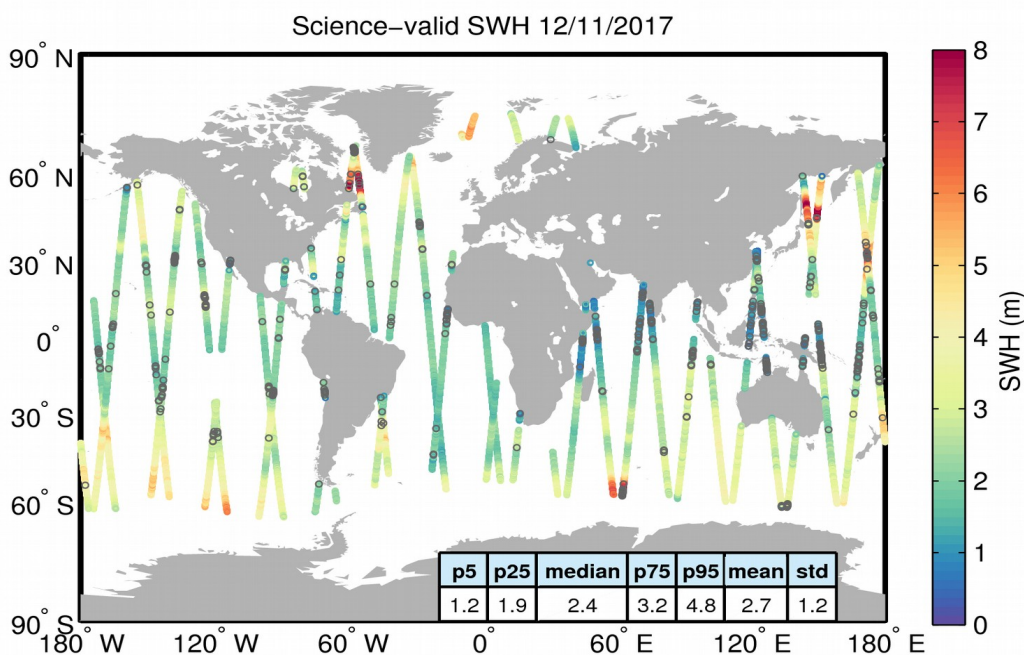 Science−valid SWH 12/11/2017
90° N
60° N
30° N
0°
30° S
60° S
90° S
180° W
120° W
60° W
0°
60° E
120° E
180° E
p5 p25 median p75 p95 mean std
1.2 1.9 2.4 3.2 4.8 2.7 1.2
8
7
6
5
4
3
2
1
0
SWH (m)